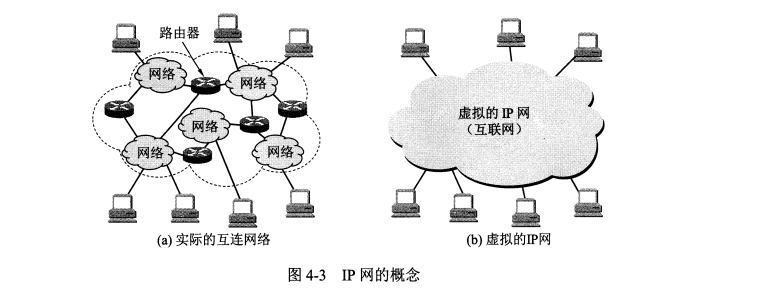 路由器
网络
网络
网络
网络
网络
(a) 实际的互连网络
虚拟的 IP 网
（互联网）
(b) 虚拟的IP网
图 4-3 IP 网的概念